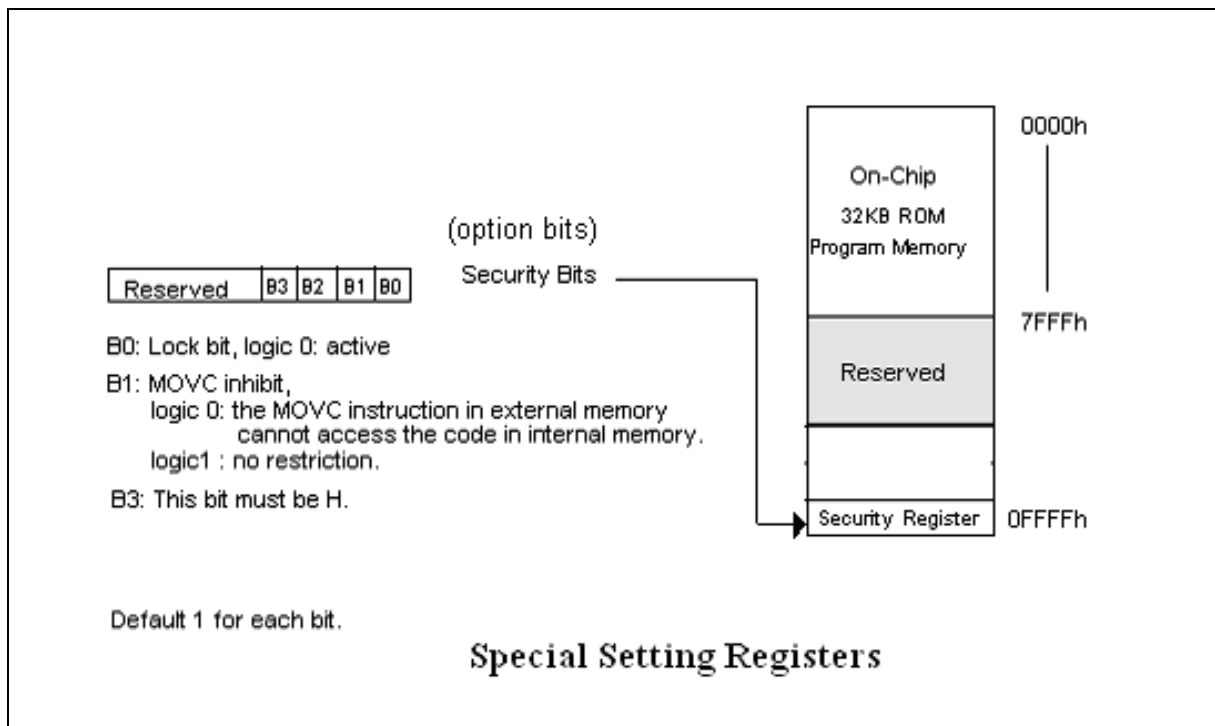 0000h
On-Chip
32KB ROM
Program Memory
(option bits)
Security Bits
Reserved B3 B2 B1 B0
7FFFh
B0: Lock bit, logic 0: active
Reserved
B1: MOVC inhibit,
logic 0: the MOVC instruction in external memory
cannot access the code in internal memory.
logic1 : no restriction.
B3: This bit must be H.
Security Register
0FFFFh
Default 1 for each bit.
Special Setting Registers